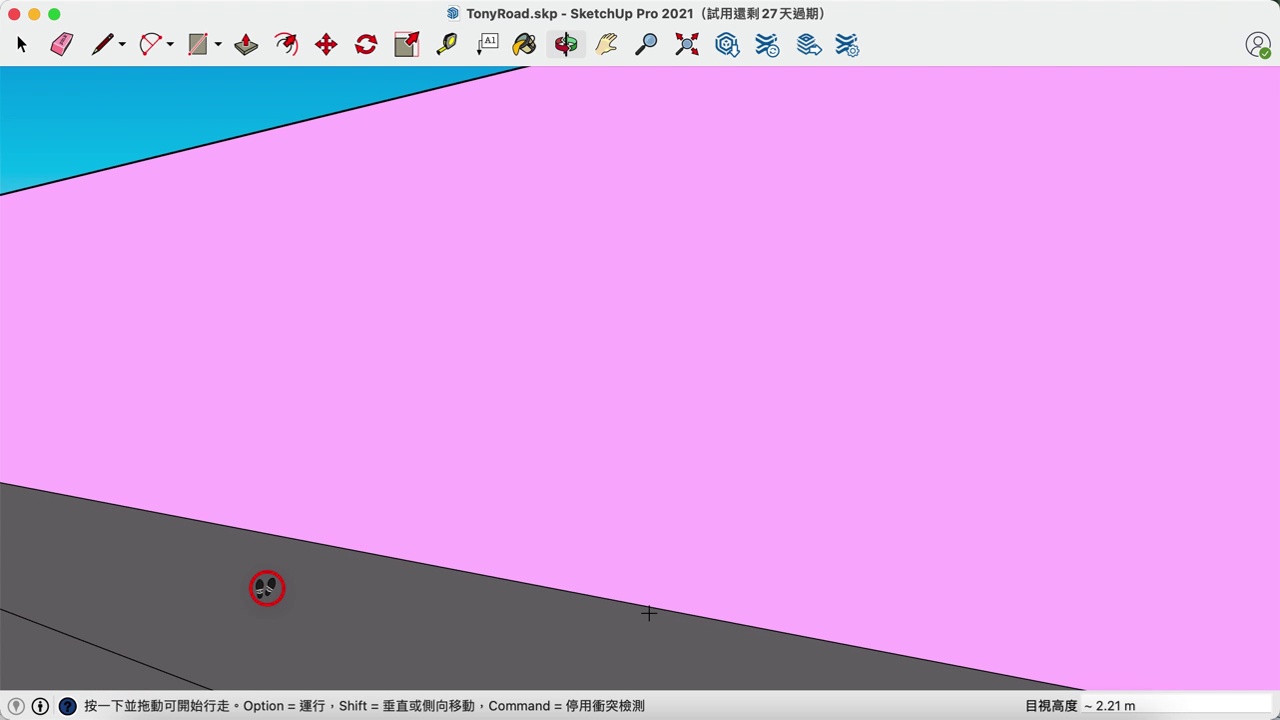 TonyRoad.skp - SketchUp Pro 2021（試用還剩 27 天過期）
A1
? 按一下並拖動可開始行走。Option = 運行，Shift = 垂直或側向移動，Command = 停用衝突檢測 目視高度 ~ 2.21 m